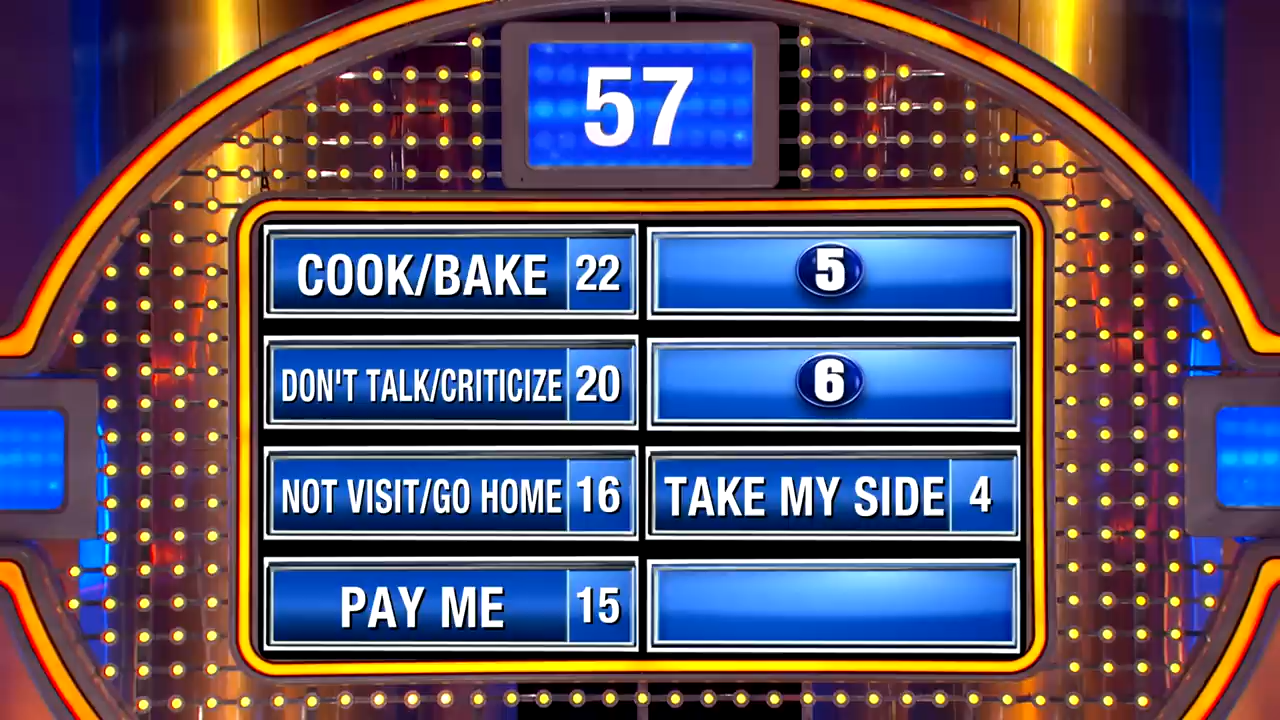 57
COOK/BAKE 22
DON'T TALK/CRITICIZE 20
NOT VISIT/GO HOME 16
PAY ME 15
5
6
TAKE MY SIDE 4